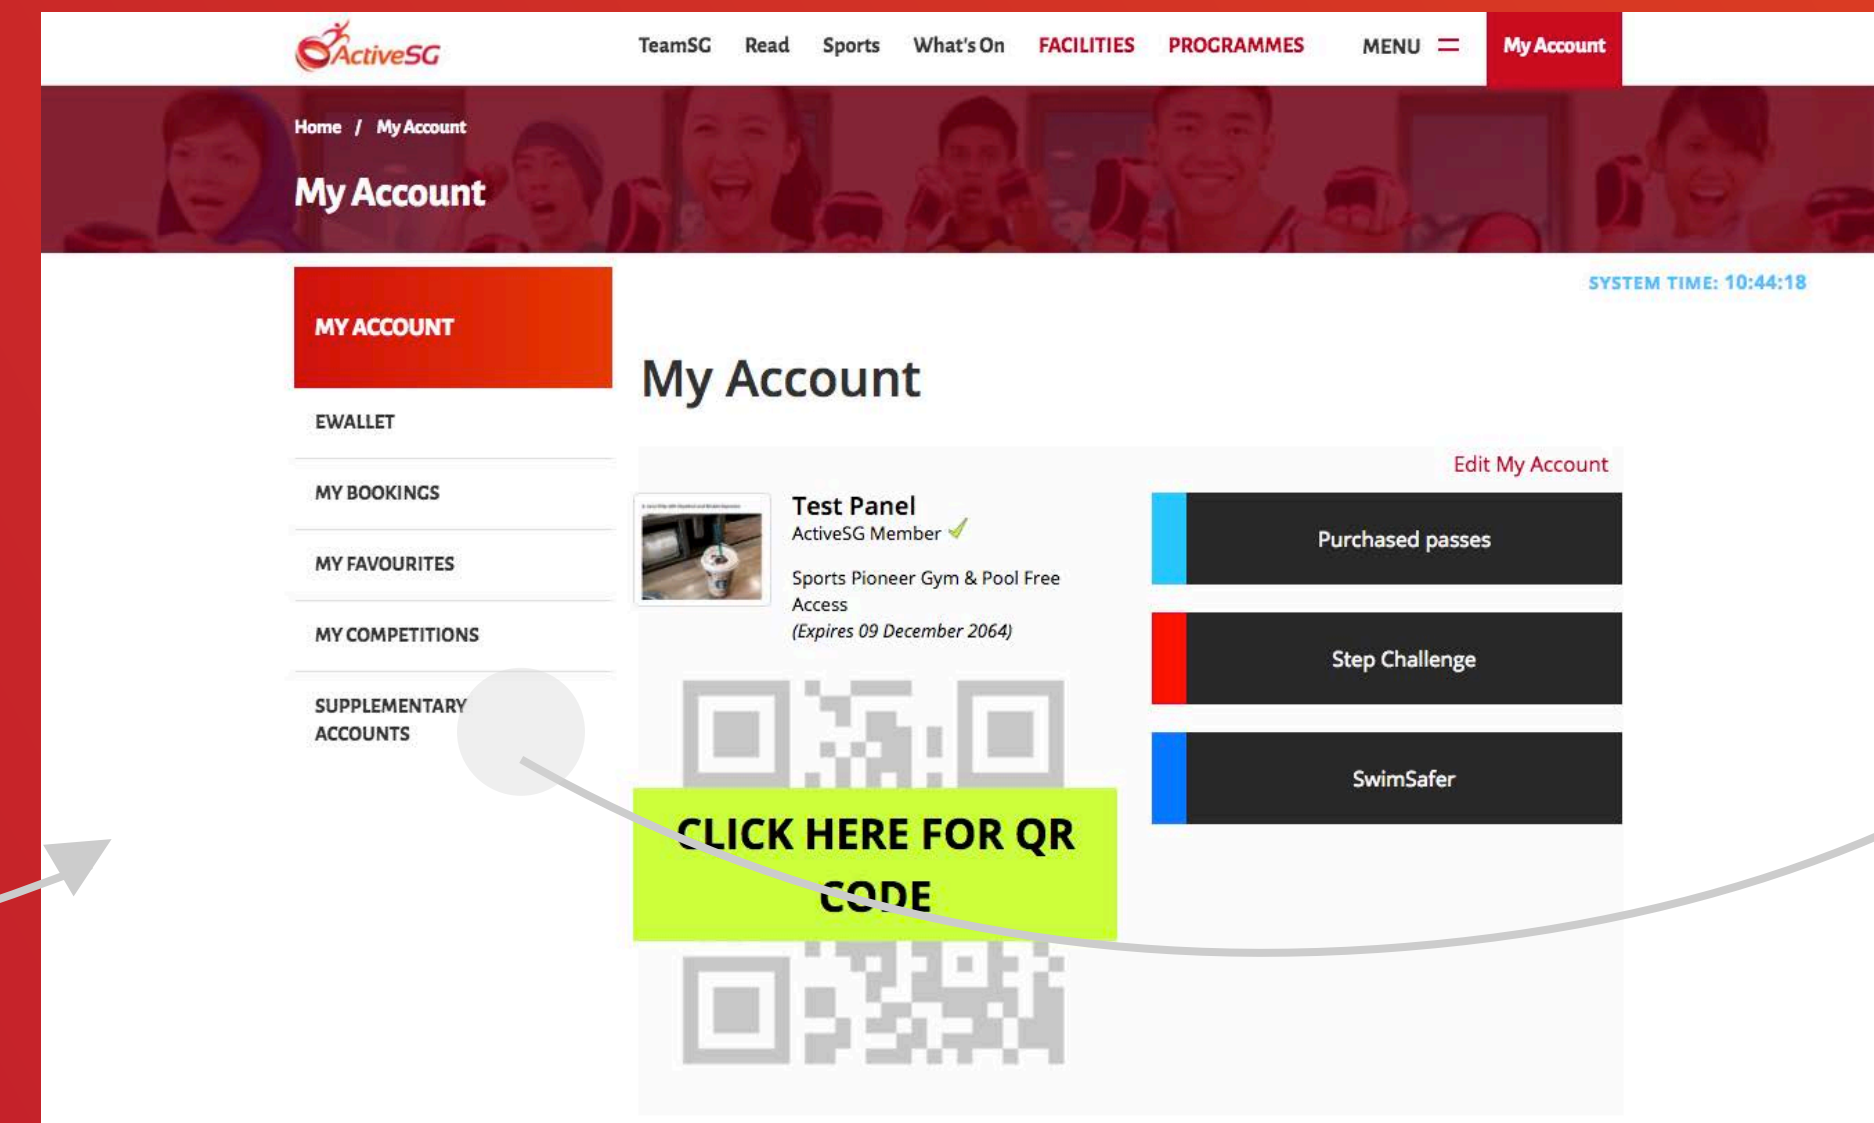 ActiveSG
TeamSG Read Sports What's On FACILITIES PROGRAMMES MENU My Account
Home / My Account
My Account
SYSTEM TIME: 10:44:18
MY ACCOUNT
EWALLET
MY BOOKINGS
MY FAVOURITES
MY COMPETITIONS
SUPPLEMENTARY
ACCOUNTS
My Account
Edit My Account
Test Panel
ActiveSG Member
Sports Pioneer Gym & Pool Free
Access
(Expires 09 December 2064)
CLICK HERE FOR QR
CODE
Purchased passes
Step Challenge
SwimSafer